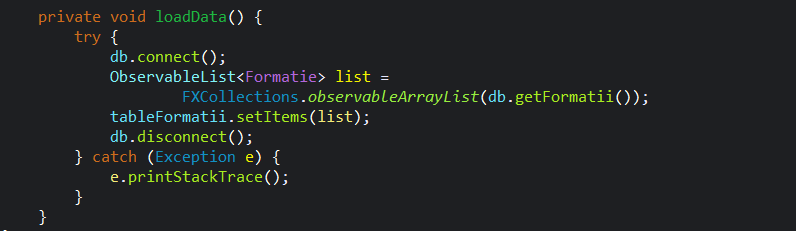 private void loadData() {
    try {
        db.connect();
        ObservableList<Formatie> list =
                FXCollections.observableArrayList(db.getFormatii());
        tableFormatii.setItems(list);
        db.disconnect();
    } catch (Exception e) {
        e.printStackTrace();
    }
}